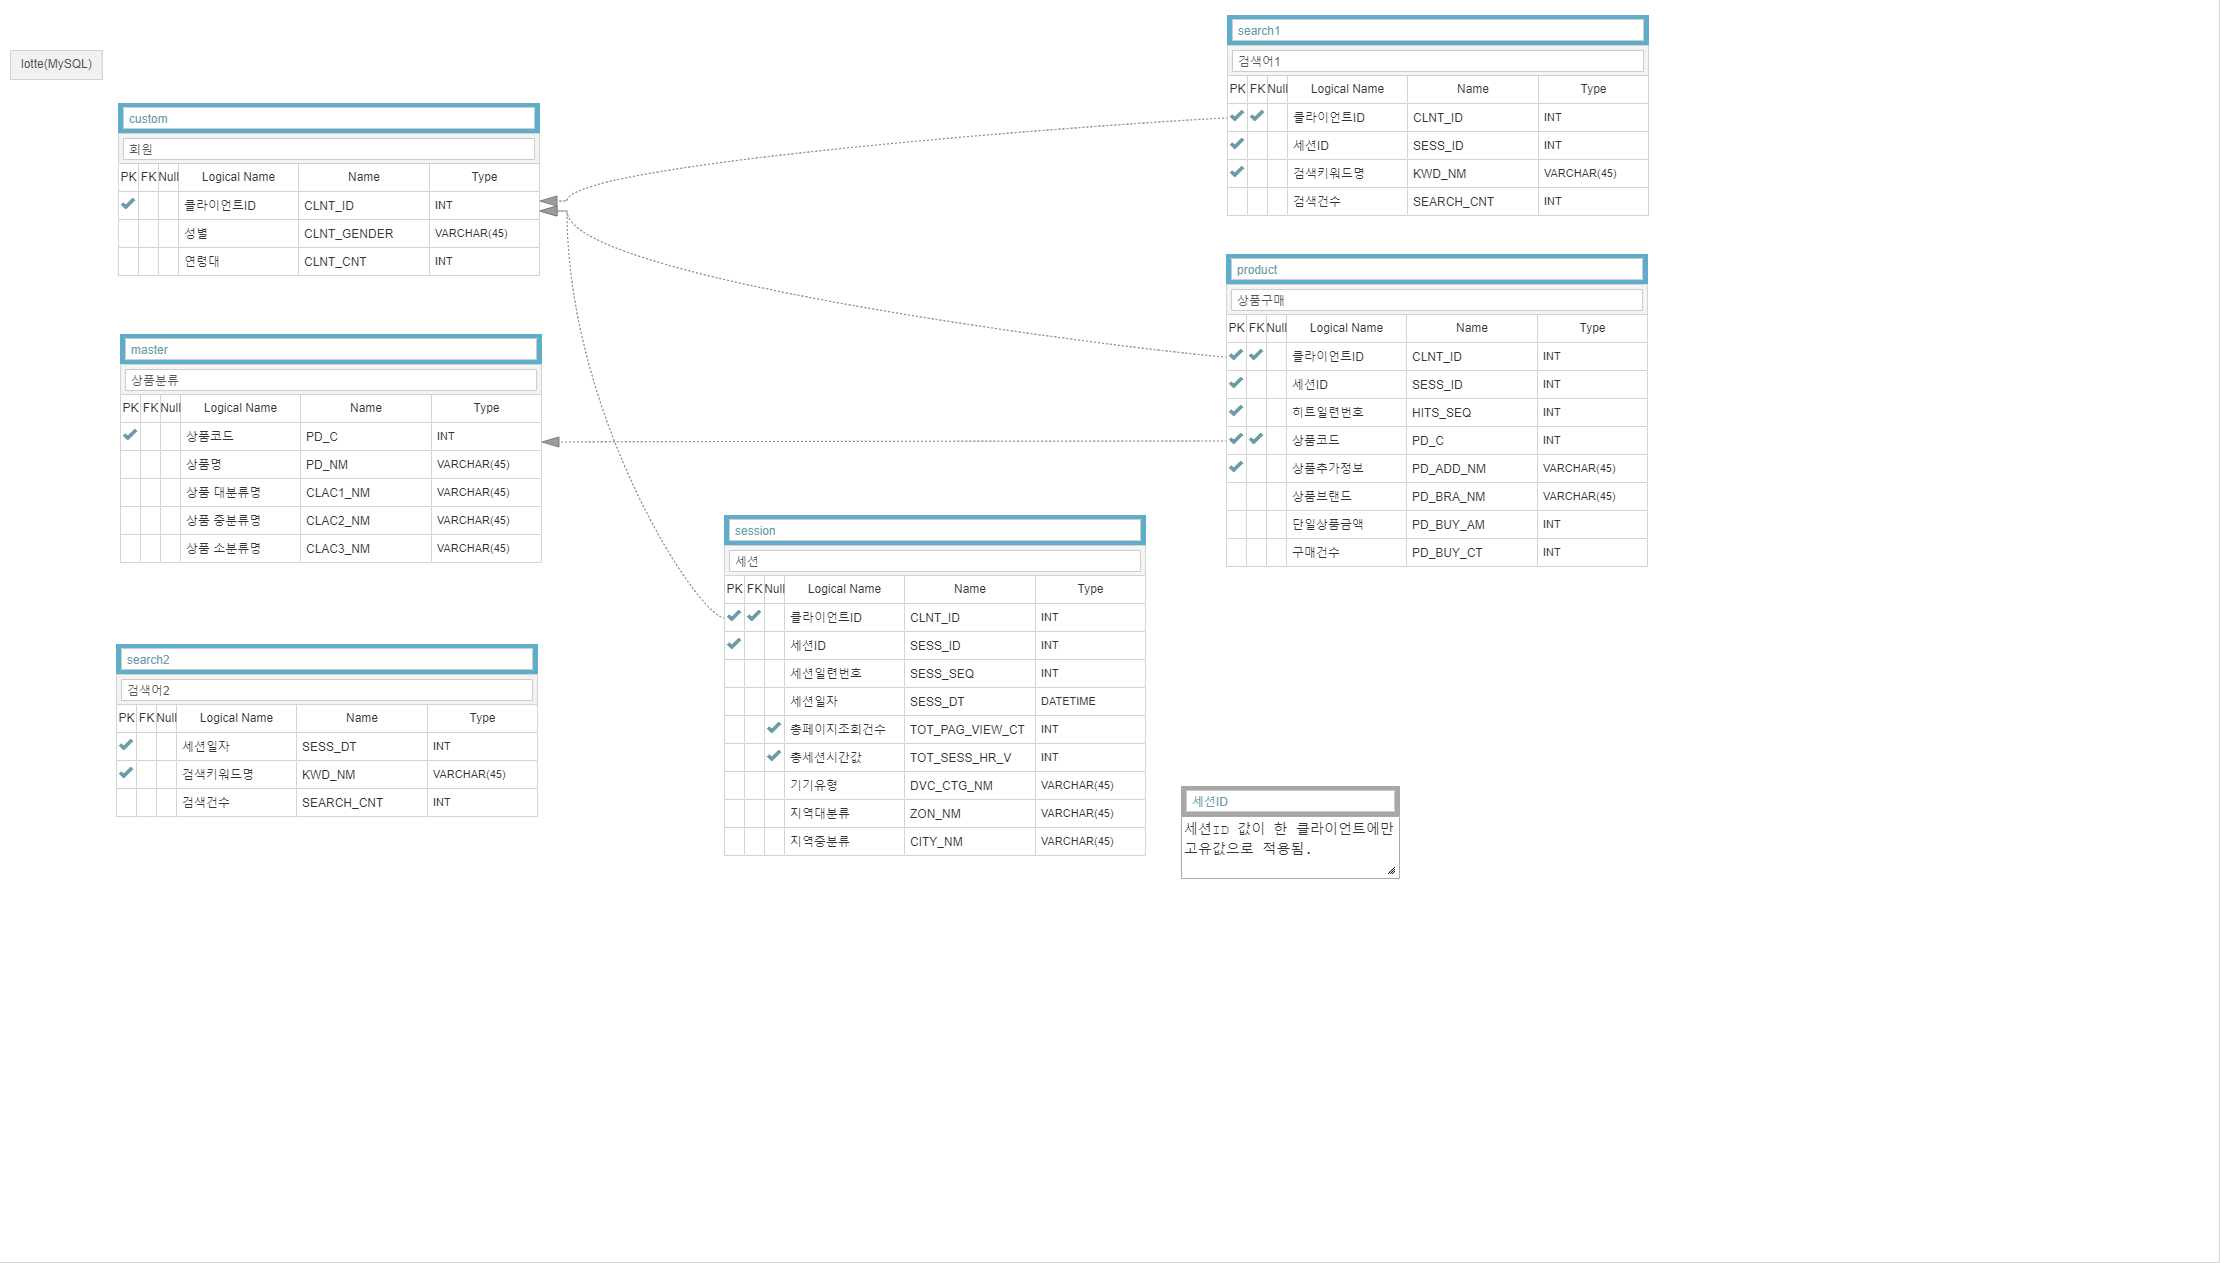 lotte(MySQL)
custom
회원
PK FK Null Logical Name Name Type
클라이언트ID CLNT_ID INT
성별 CLNT_GENDER VARCHAR(45)
연령대 CLNT_CNT INT
master
상품분류
PK FK Null Logical Name Name Type
상품코드 PD_C INT
상품명 PD_NM VARCHAR(45)
상품 대분류명 CLAC1_NM VARCHAR(45)
상품 중분류명 CLAC2_NM VARCHAR(45)
상품 소분류명 CLAC3_NM VARCHAR(45)
search2
검색어2
PK FK Null Logical Name Name Type
세션일자 SESS_DT INT
검색키워드명 KWD_NM VARCHAR(45)
검색건수 SEARCH_CNT INT
session
세션
PK FK Null Logical Name Name Type
클라이언트ID CLNT_ID INT
세션ID SESS_ID INT
세션일련번호 SESS_SEQ INT
세션일자 SESS_DT DATETIME
총페이지조회건수 TOT_PAG_VIEW_CT INT
총세션시간값 TOT_SESS_HR_V INT
기기유형 DVC_CTG_NM VARCHAR(45)
지역대분류 ZON_NM VARCHAR(45)
지역중분류 CITY_NM VARCHAR(45)
search1
검색어1
PK FK Null Logical Name Name Type
클라이언트ID CLNT_ID INT
세션ID SESS_ID INT
검색키워드명 KWD_NM VARCHAR(45)
검색건수 SEARCH_CNT INT
product
상품구매
PK FK Null Logical Name Name Type
클라이언트ID CLNT_ID INT
세션ID SESS_ID INT
히트일련번호 HITS_SEQ INT
상품코드 PD_C INT
상품추가정보 PD_ADD_NM VARCHAR(45)
상품브랜드 PD_BRA_NM VARCHAR(45)
단일상품금액 PD_BUY_AM INT
구매건수 PD_BUY_CT INT
세션ID
세션ID 값이 한 클라이언트에만
고유값으로 적용됨.